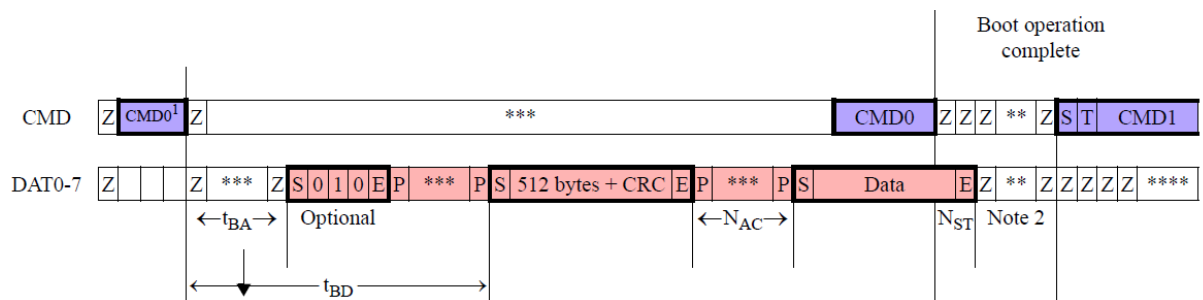 Boot operation
complete
CMD Z CMD0¹ Z *** CMD0 Z Z Z ** Z S T CMD1
DAT0-7 Z Z *** Z S 0 1 0 E P *** P S 512 bytes + CRC E P *** P S Data E Z ** Z Z Z Z Z ****
←tBA→ Optional ←NAC→ NST Note 2
tBD